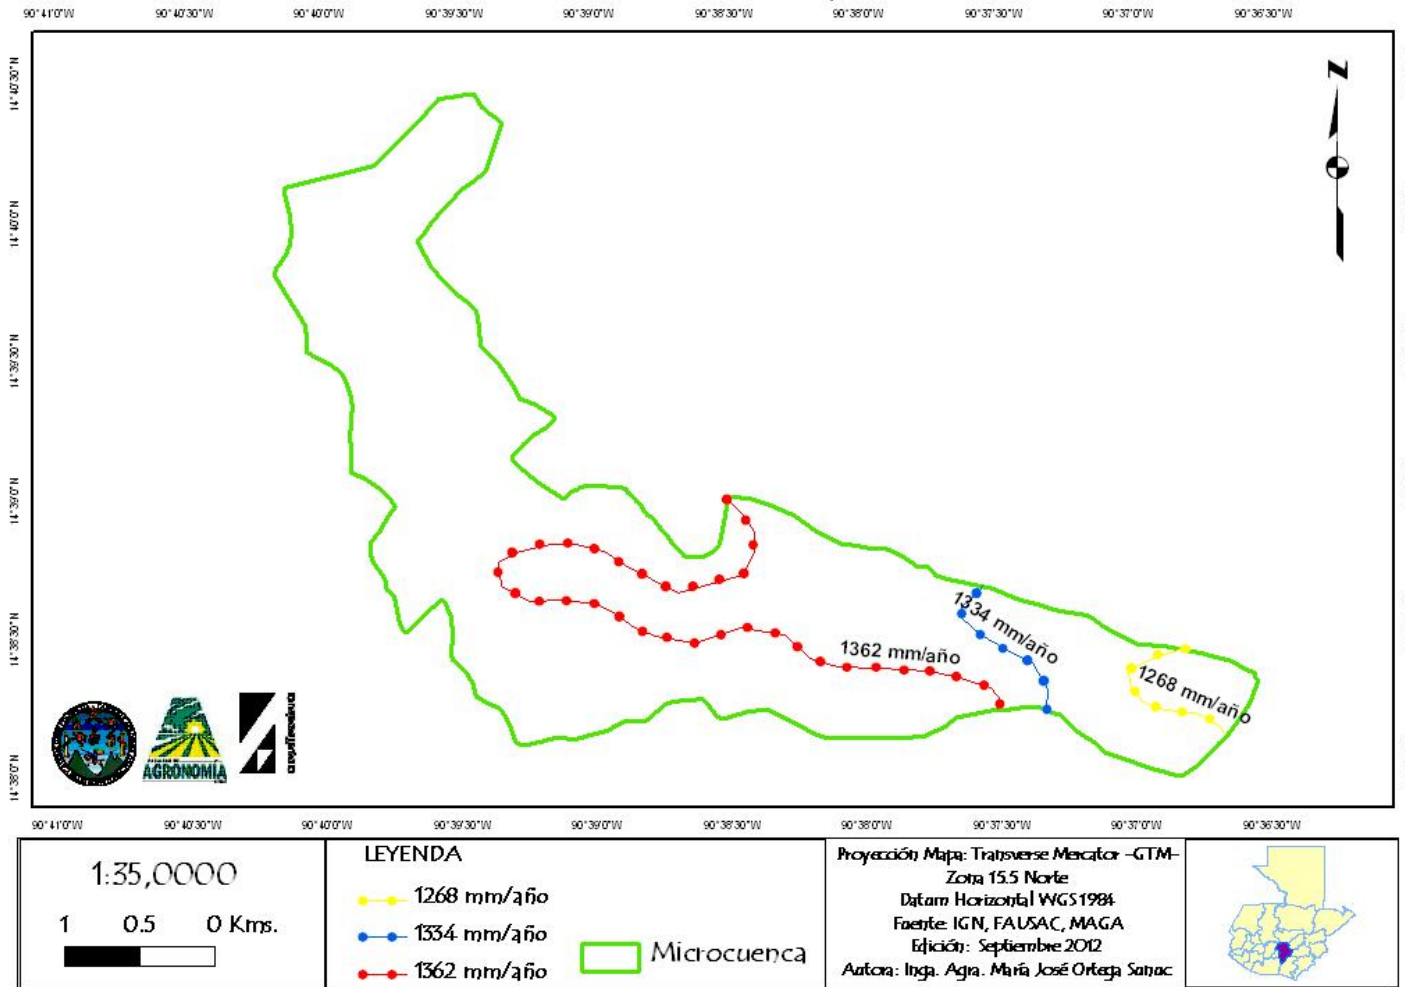 90°41'0"W 90°40'30"W 90°40'0"W 90°39'30"W 90°39'0"W 90°38'30"W 90°38'0"W 90°37'30"W 90°37'0"W 90°36'30"W
14°40'30"N
14°40'0"N
14°39'30"N
14°39'0"N
14°38'30"N
14°38'0"N
N
1334 mm/año
1362 mm/año
1268 mm/año
AGRONOMIA
90°41'0"W 90°40'30"W 90°40'0"W 90°39'30"W 90°39'0"W 90°38'30"W 90°38'0"W 90°37'30"W 90°37'0"W 90°36'30"W
1:35,0000
1 0.5 0 Kms.
LEYENDA
1268 mm/año
1334 mm/año
1362 mm/año
Microcuenca
Proyección Mapa: Transverse Mercator -GTM-
Zona 15.5 Norte
Datum Horizontal WGS1984
Fuente: IGN, FAUSAC, MAGA
Edición: Septiembre 2012
Autora: Inga. Agra. María José Ortega Sanuc